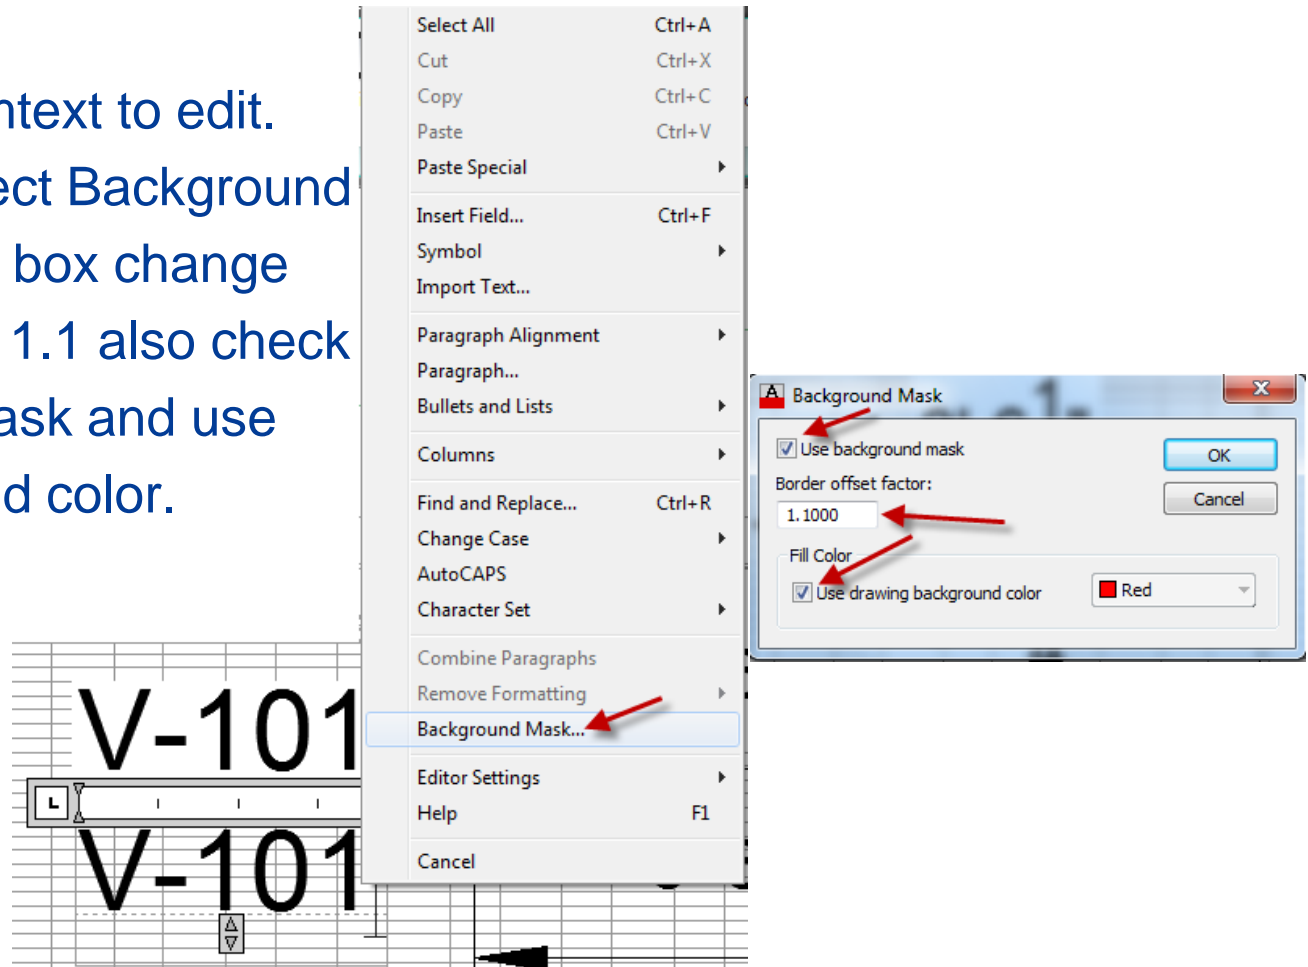 ntext to edit.
ect Background
box change
1.1 also check
ask and use
d color.
Select All Ctrl+A
Cut Ctrl+X
Copy Ctrl+C
Paste Ctrl+V
Paste Special
Insert Field... Ctrl+F
Symbol
Import Text...
Paragraph Alignment
Paragraph...
Bullets and Lists
Columns
Find and Replace... Ctrl+R
Change Case
AutoCAPS
Character Set
Combine Paragraphs
Remove Formatting
Background Mask...
Editor Settings
Help F1
Cancel
Background Mask
Use background mask
OK
Border offset factor:
Cancel
1.1000
Fill Color
Use drawing background color
Red
V-101
L
V-101